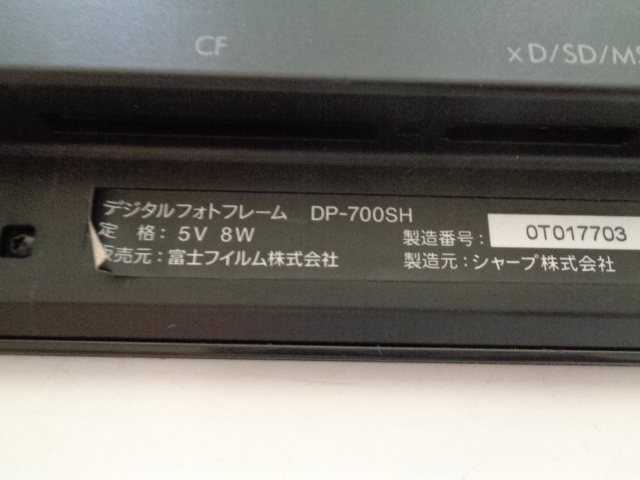 CF
xD/SD/MS
デジタルフォトフレーム DP-700SH
定 格：5V 8W
製造番号： 0T017703
販売元：富士フイルム株式会社
製造元：シャープ株式会社